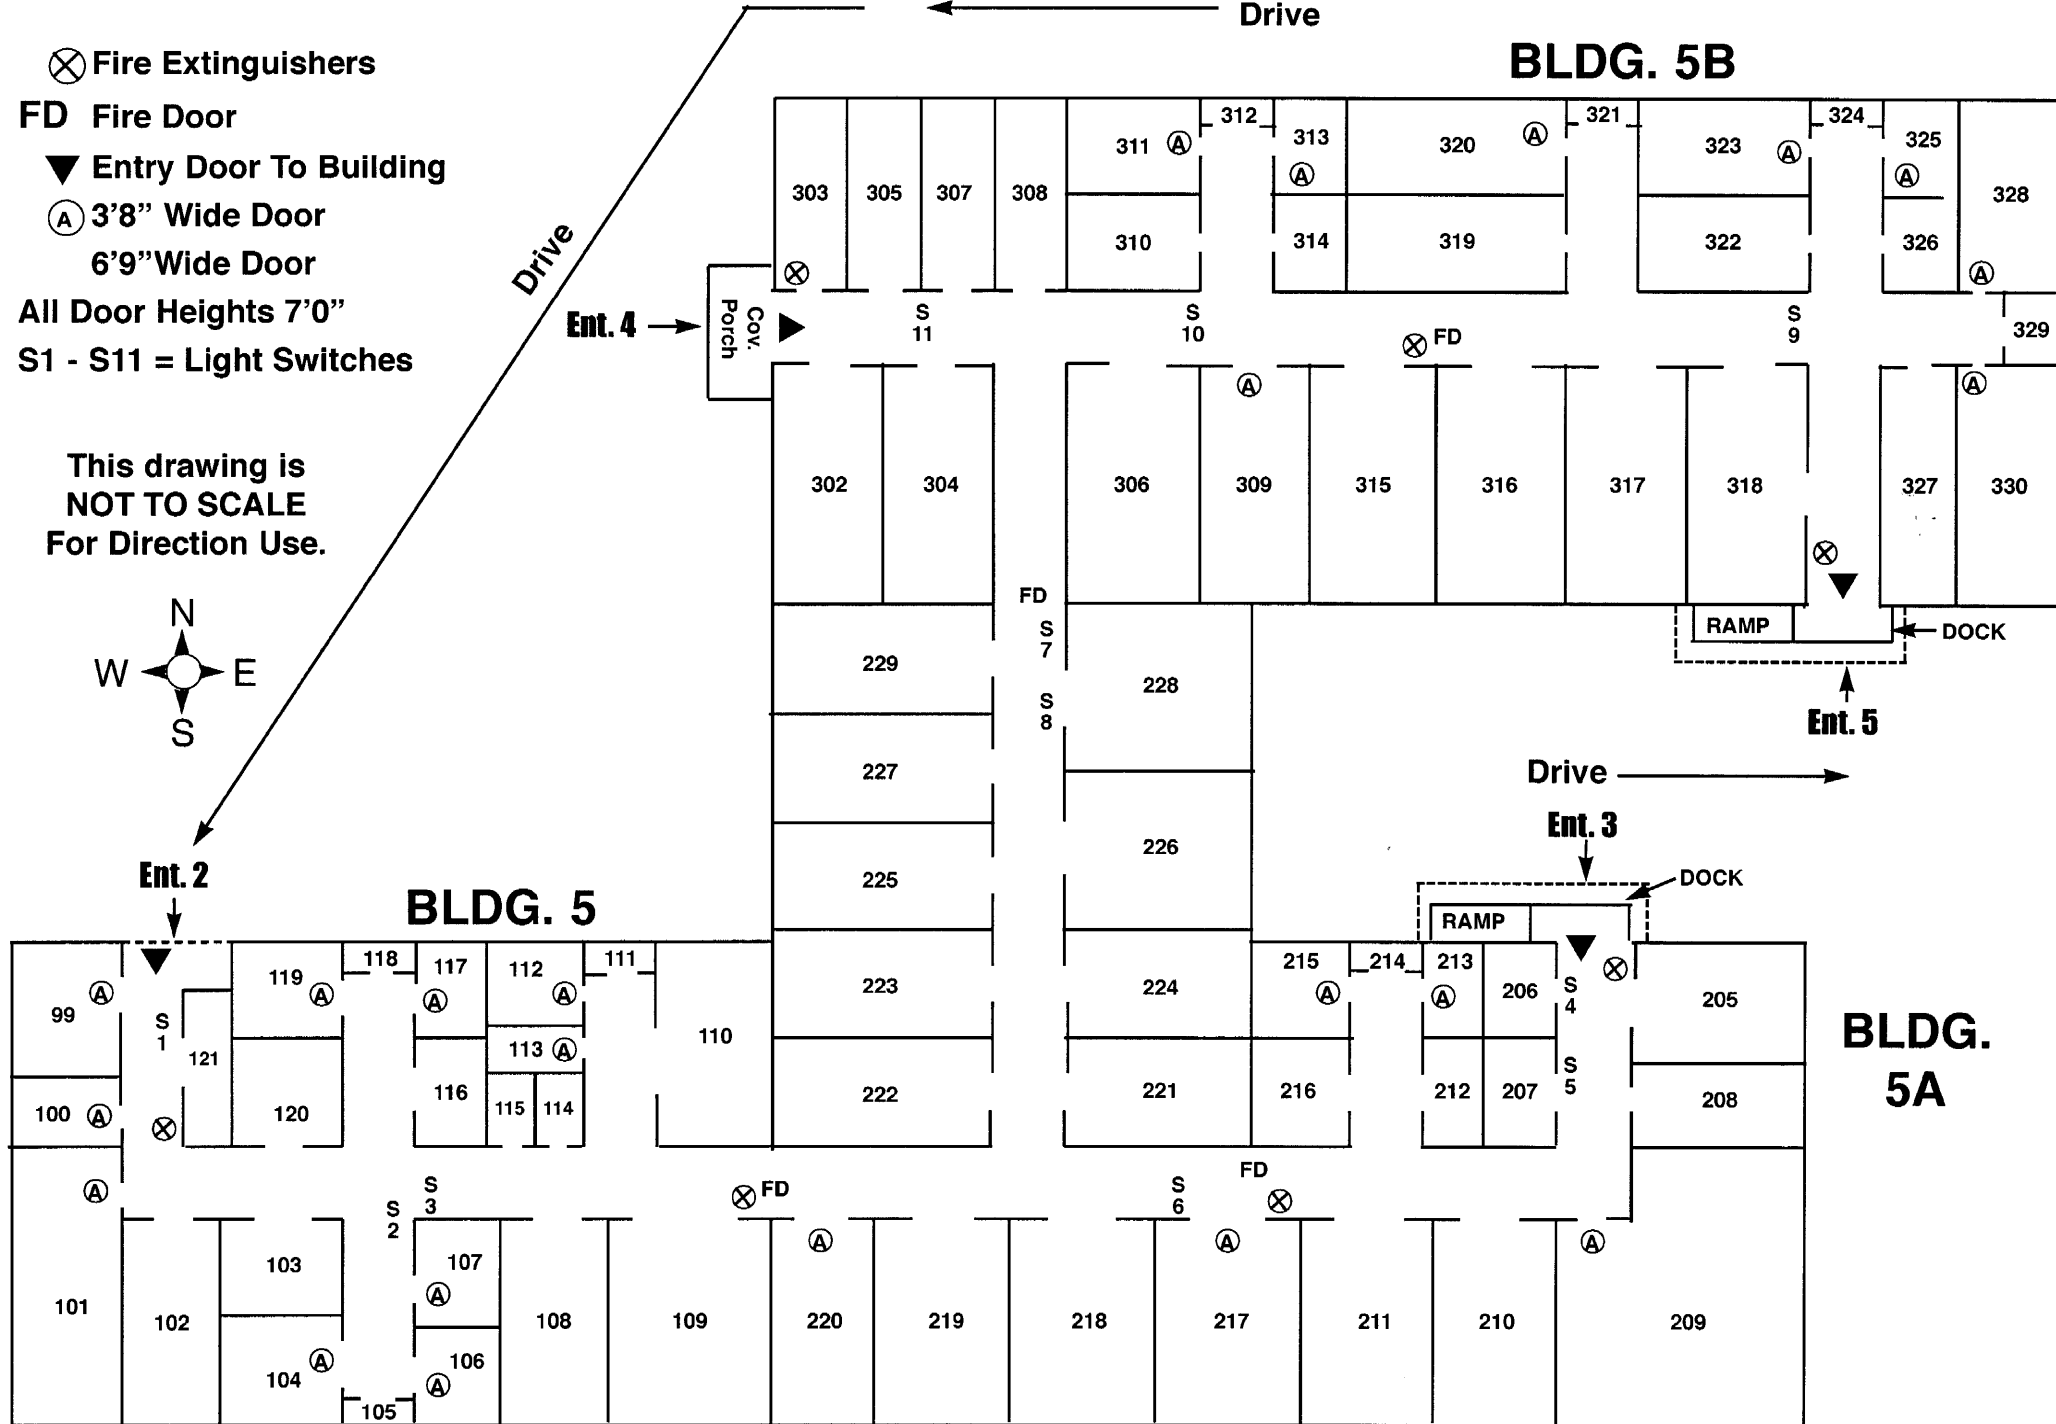 Drive
BLDG. 5B
Fire Extinguishers
FD Fire Door
Entry Door To Building
A 3'8" Wide Door
6'9"Wide Door
All Door Heights 7'0"
S1 - S11 = Light Switches
This drawing is
NOT TO SCALE
For Direction Use.
N
W E
S
Drive
312
321
324
311 A
313
A
320 A
323 A
325
A
303
305
307
308
328
310
314
319
322
326
A
Ent. 4
Cov.
Porch
S
11
S
10
FD
S
9
329
A
A
302
304
306
309
315
316
317
318
327
330
FD
S
7
RAMP
DOCK
229
228
S
8
Ent. 5
227
Drive
226
Ent. 3
225
DOCK
RAMP
Ent. 2
BLDG. 5
223
224
215
A
214
213
A
206
S
4
205
99
A
S
1
121
119
A
118
117
A
112
A
111
110
113 A
BLDG.
5A
100 A
120
116
115
114
222
221
216
212
207
S
5
208
A
S
3
S
2
FD
S
6
FD
101
102
103
107
A
A
A
A
104
A
106
A
105
108
109
220
219
218
217
211
210
209